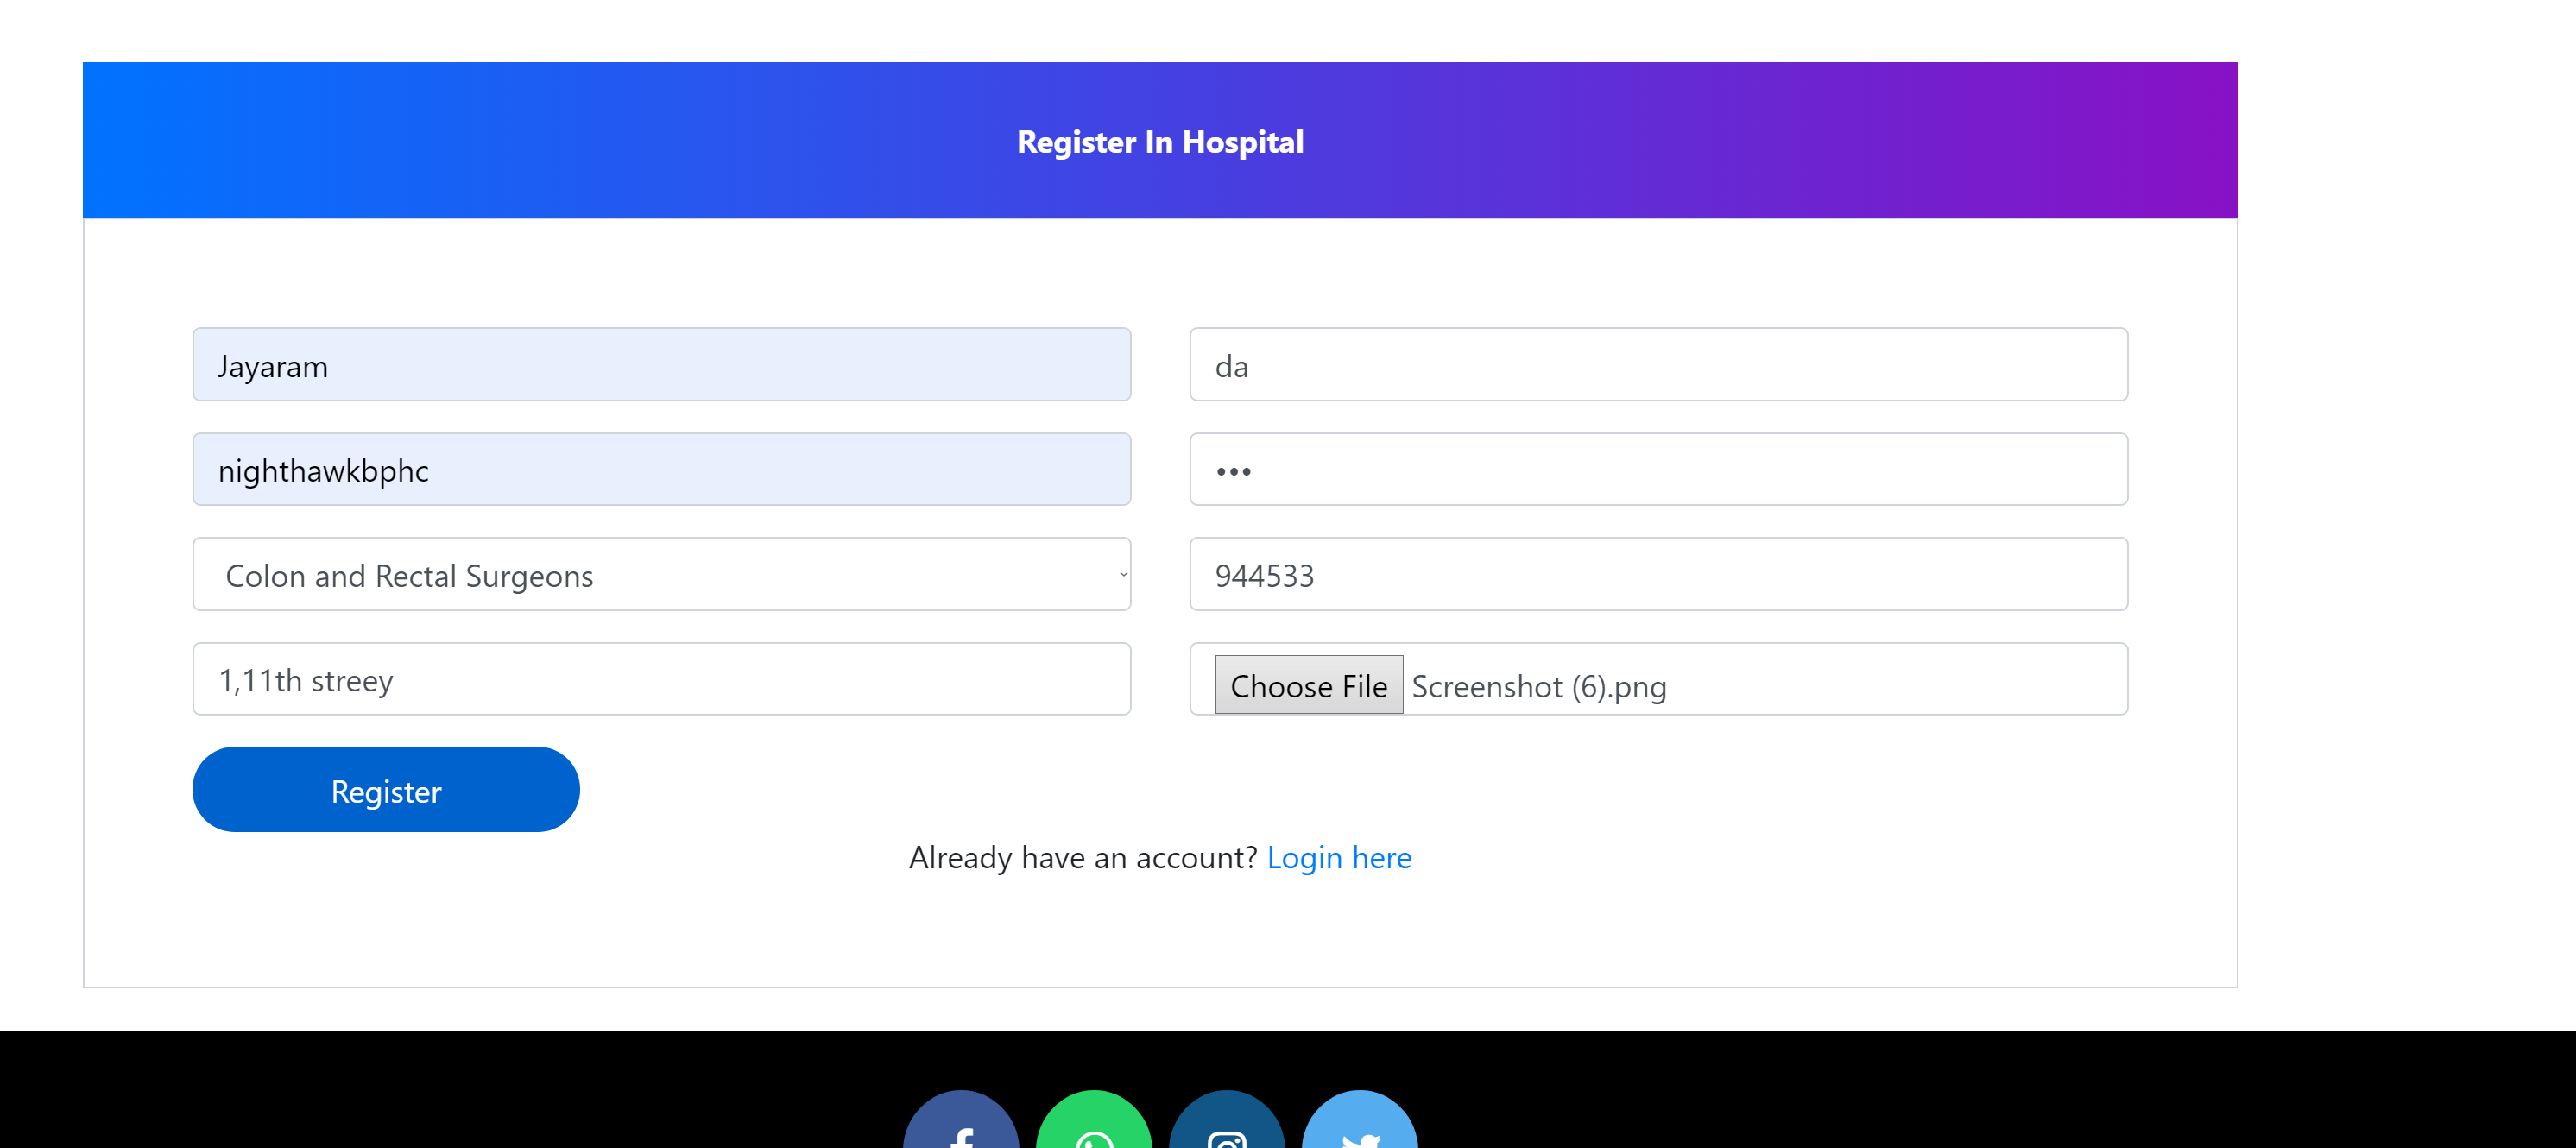 Register In Hospital
Jayaram
da
nighthawkbphc
•••
Colon and Rectal Surgeons
944533
1,11th streey
Choose File Screenshot (6).png
Register
Already have an account? Login here